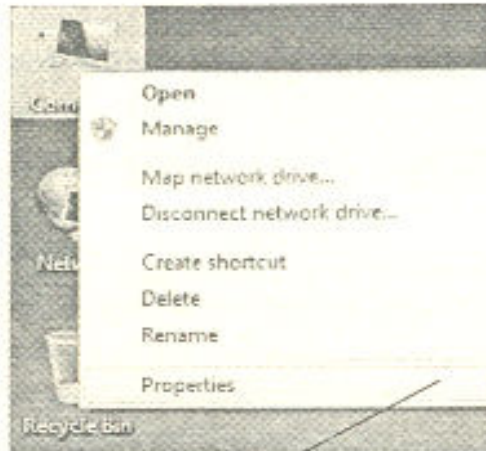 Open
Manage
Map network drive...
Disconnect network drive...
Create shortcut
Delete
Rename
Properties
Recycle Bin